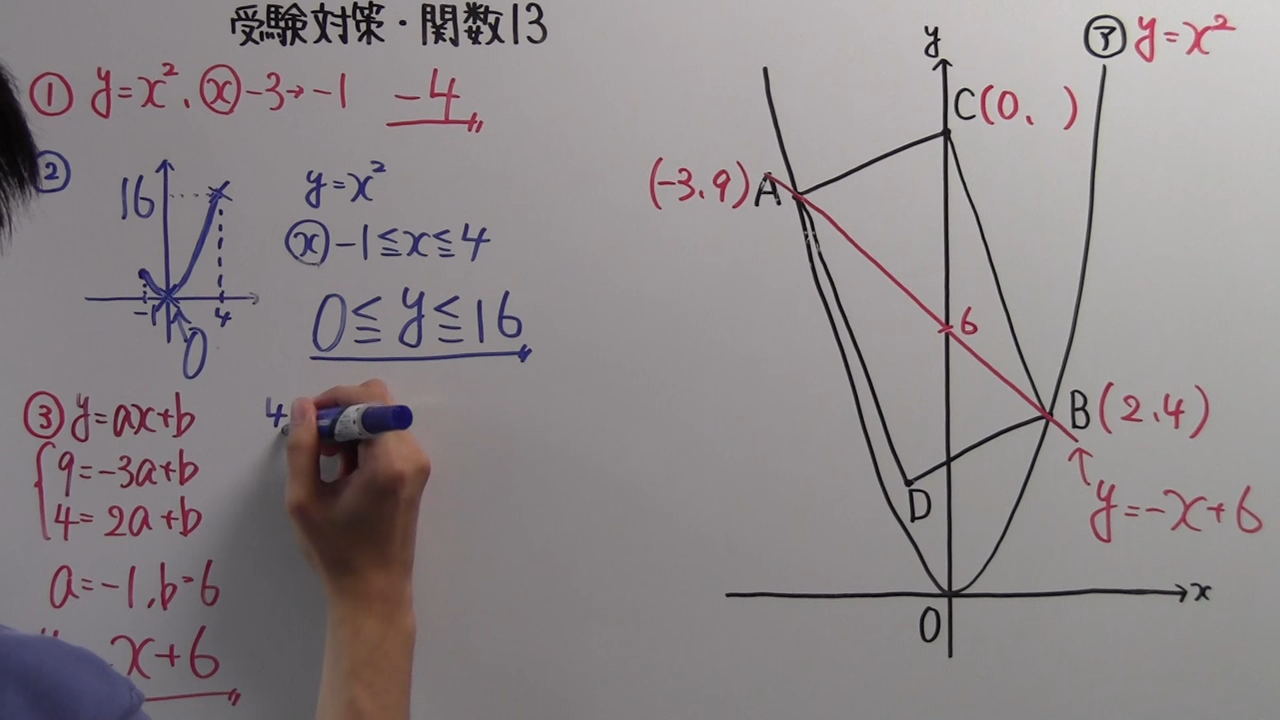 受験対策・関数13
① y=x²、ⓧ-3→-1 -4
②
16
-1 4
0
y=x²
ⓧ-1≦x≦4
0≦y≦16
③ y=ax+b
9=-3a+b
4=2a+b
a=-1, b=6
x+6
4
y
㋐ y=x²
C(0, )
(-3,9)A
6
B(2,4)
D
y=-x+6
x
O